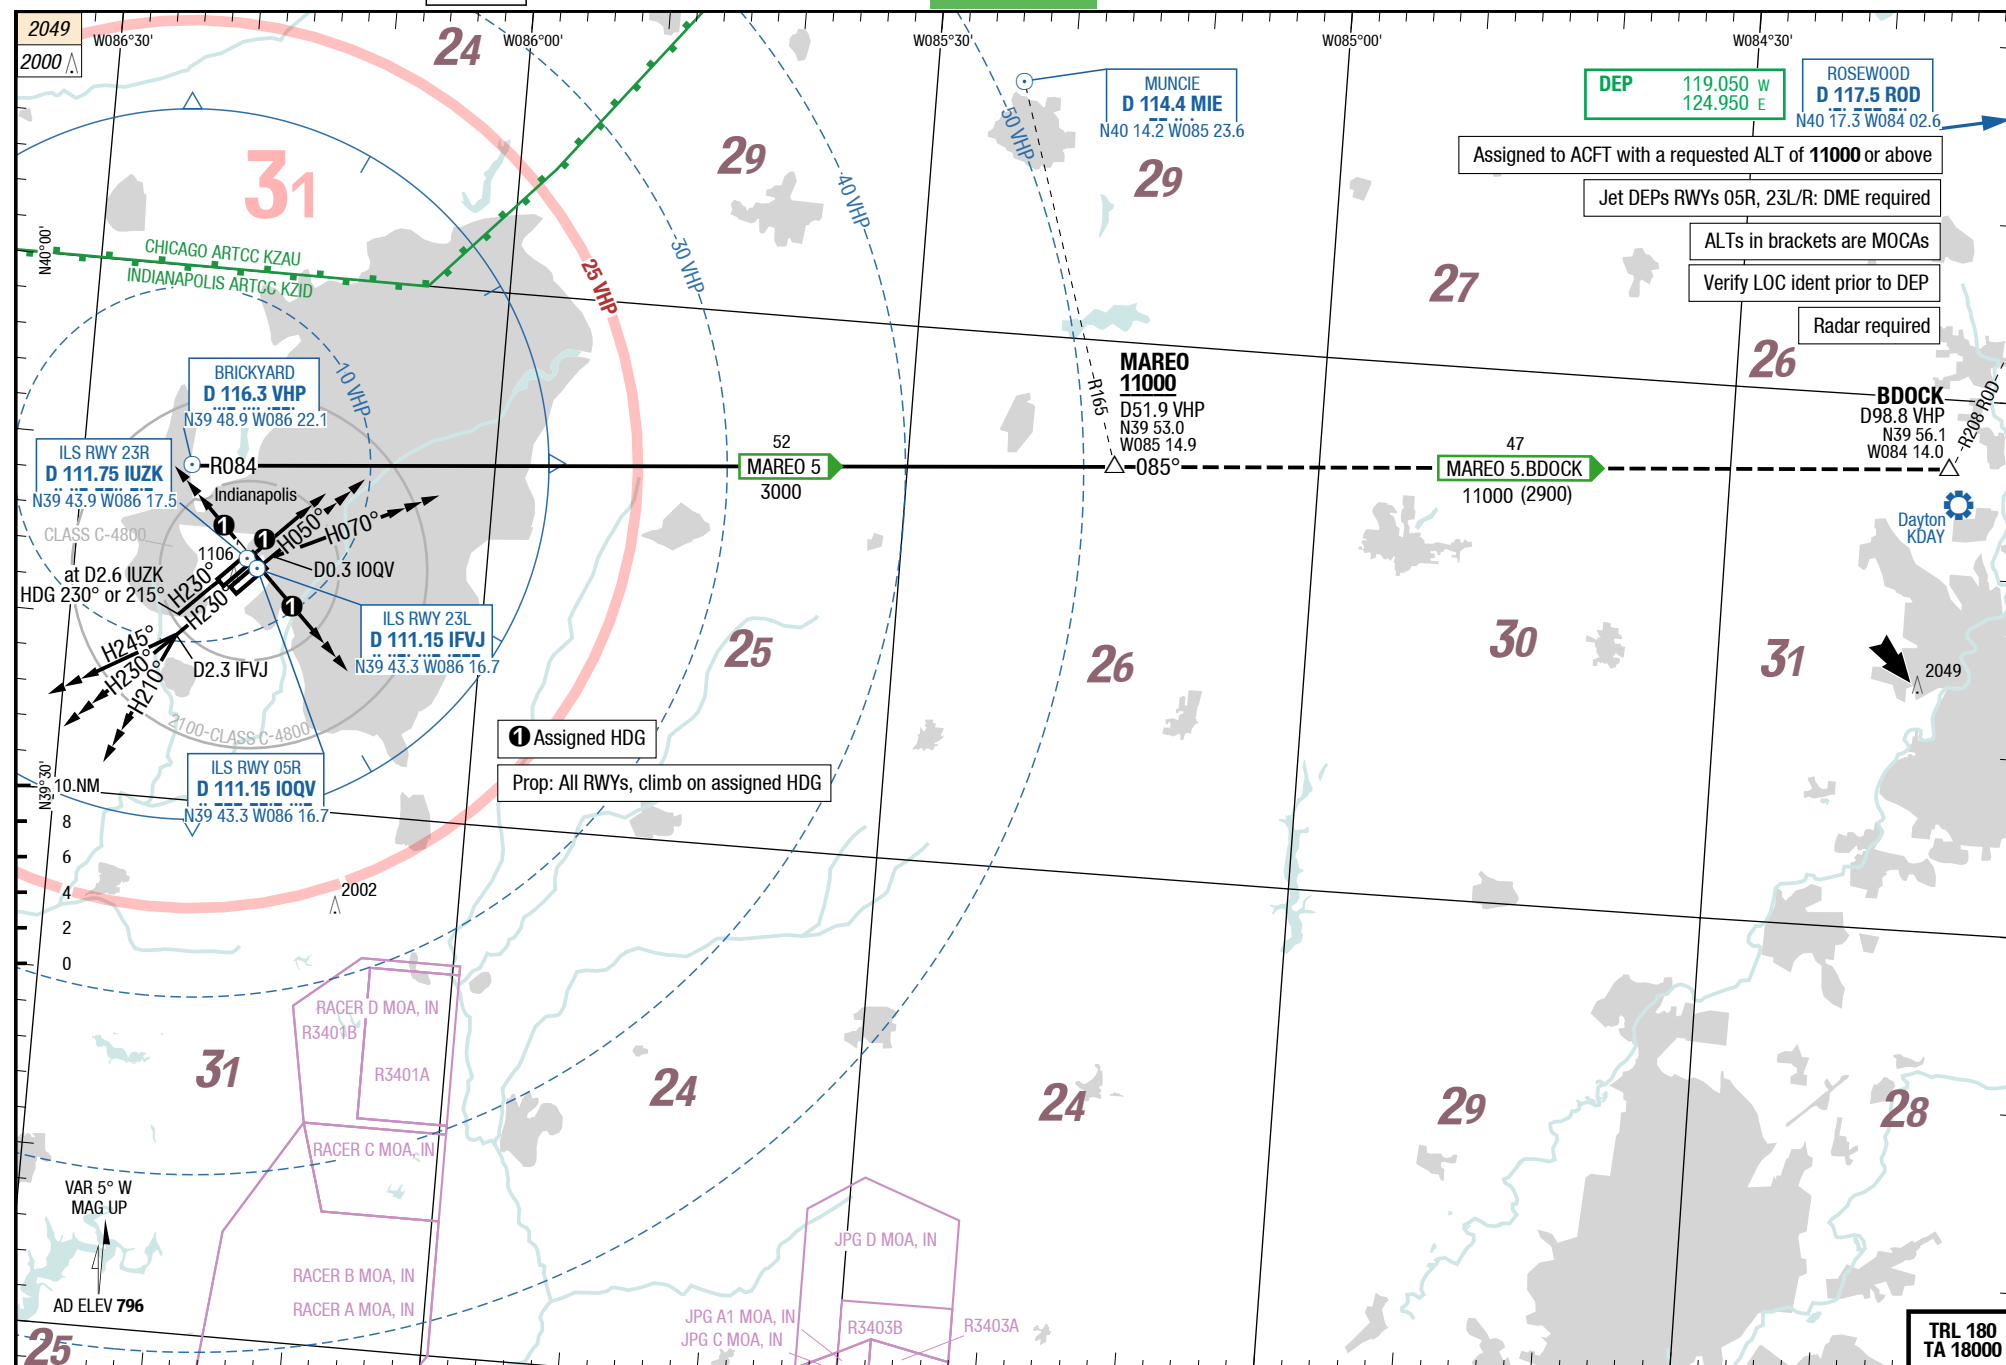 2049
2000
W086°30'
W086°00'
W085°30'
W085°00'
W084°30'
24
31
29
29
27
26
MUNCIE
D 114.4 MIE
N40 14.2 W085 23.6
DEP 119.050 W
124.950 E
ROSEWOOD
D 117.5 ROD
N40 17.3 W084 02.6
Assigned to ACFT with a requested ALT of 11000 or above
Jet DEPs RWYs 05R, 23L/R: DME required
ALTs in brackets are MOCAs
Verify LOC ident prior to DEP
Radar required
N40°00'
CHICAGO ARTCC KZAU
INDIANAPOLIS ARTCC KZID
10 VHP
25 VHP
30 VHP
40 VHP
50 VHP
BRICKYARD
D 116.3 VHP
N39 48.9 W086 22.1
R084
ILS RWY 23R
D 111.75 IUZK
N39 43.9 W086 17.5
Indianapolis
CLASS C-4800
1106
at D2.6 IUZK
HDG 230° or 215°
1
1
1
H050°
H070°
D0.3 IOQV
H230°
H230°
H245°
H230°
H210°
D2.3 IFVJ
2100-CLASS C-4800
ILS RWY 23L
D 111.15 IFVJ
N39 43.3 W086 16.7
ILS RWY 05R
D 111.15 IOQV
N39 43.3 W086 16.7
52
MAREO 5
3000
R165
MAREO
11000
D51.9 VHP
N39 53.0
W085 14.9
085°
47
MAREO 5.BDOCK
11000 (2900)
BDOCK
D98.8 VHP
N39 56.1
W084 14.0
R208 ROD
Dayton
KDAY
2049
25
26
30
31
1 Assigned HDG
Prop: All RWYs, climb on assigned HDG
N39°30'
10 NM
8
6
4
2
0
2002
31
24
24
29
28
25
RACER D MOA, IN
R3401B
R3401A
RACER C MOA, IN
RACER B MOA, IN
RACER A MOA, IN
JPG D MOA, IN
JPG A1 MOA, IN
JPG C MOA, IN
R3403B
R3403A
VAR 5° W
MAG UP
AD ELEV 796
TRL 180
TA 18000